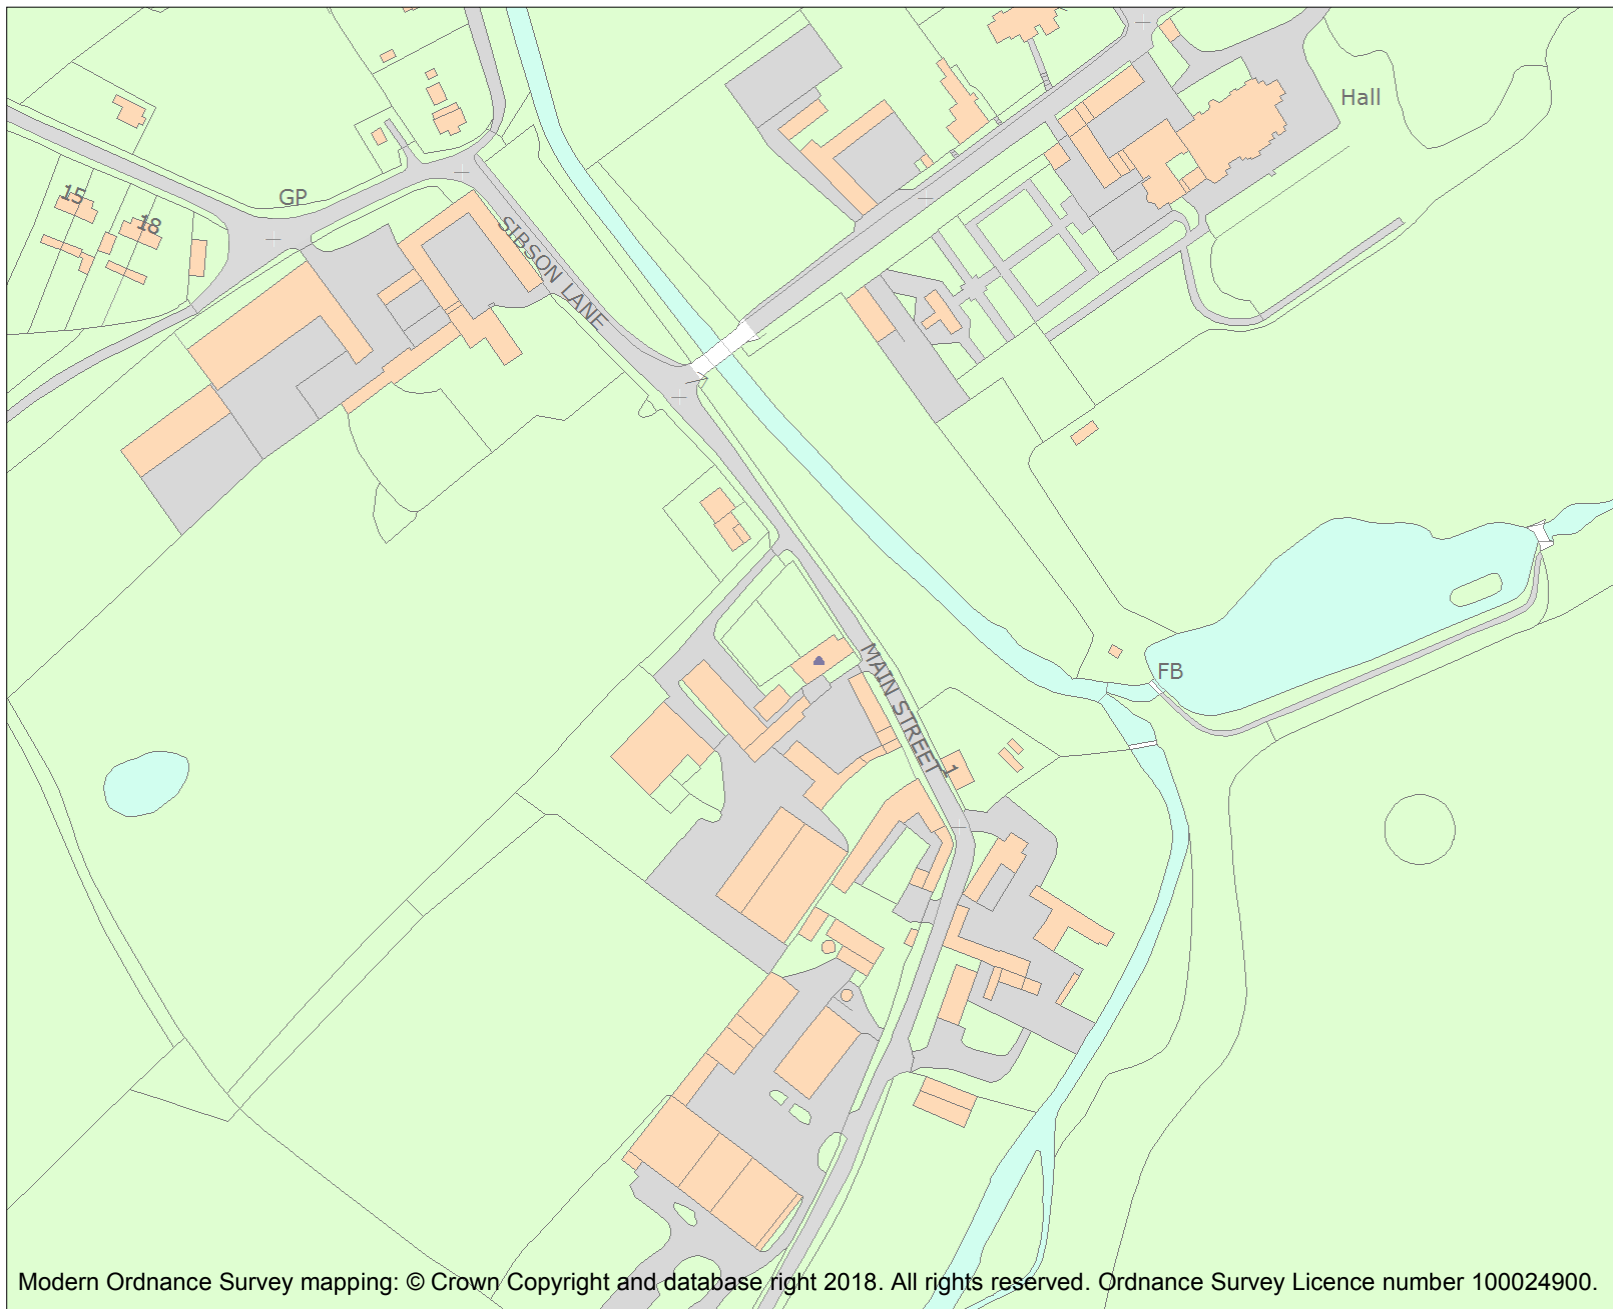 Hall
15
18
GP
SIBSON LANE
MAIN STREET
FB
1
Modern Ordnance Survey mapping: © Crown Copyright and database right 2018. All rights reserved. Ordnance Survey Licence number 100024900.